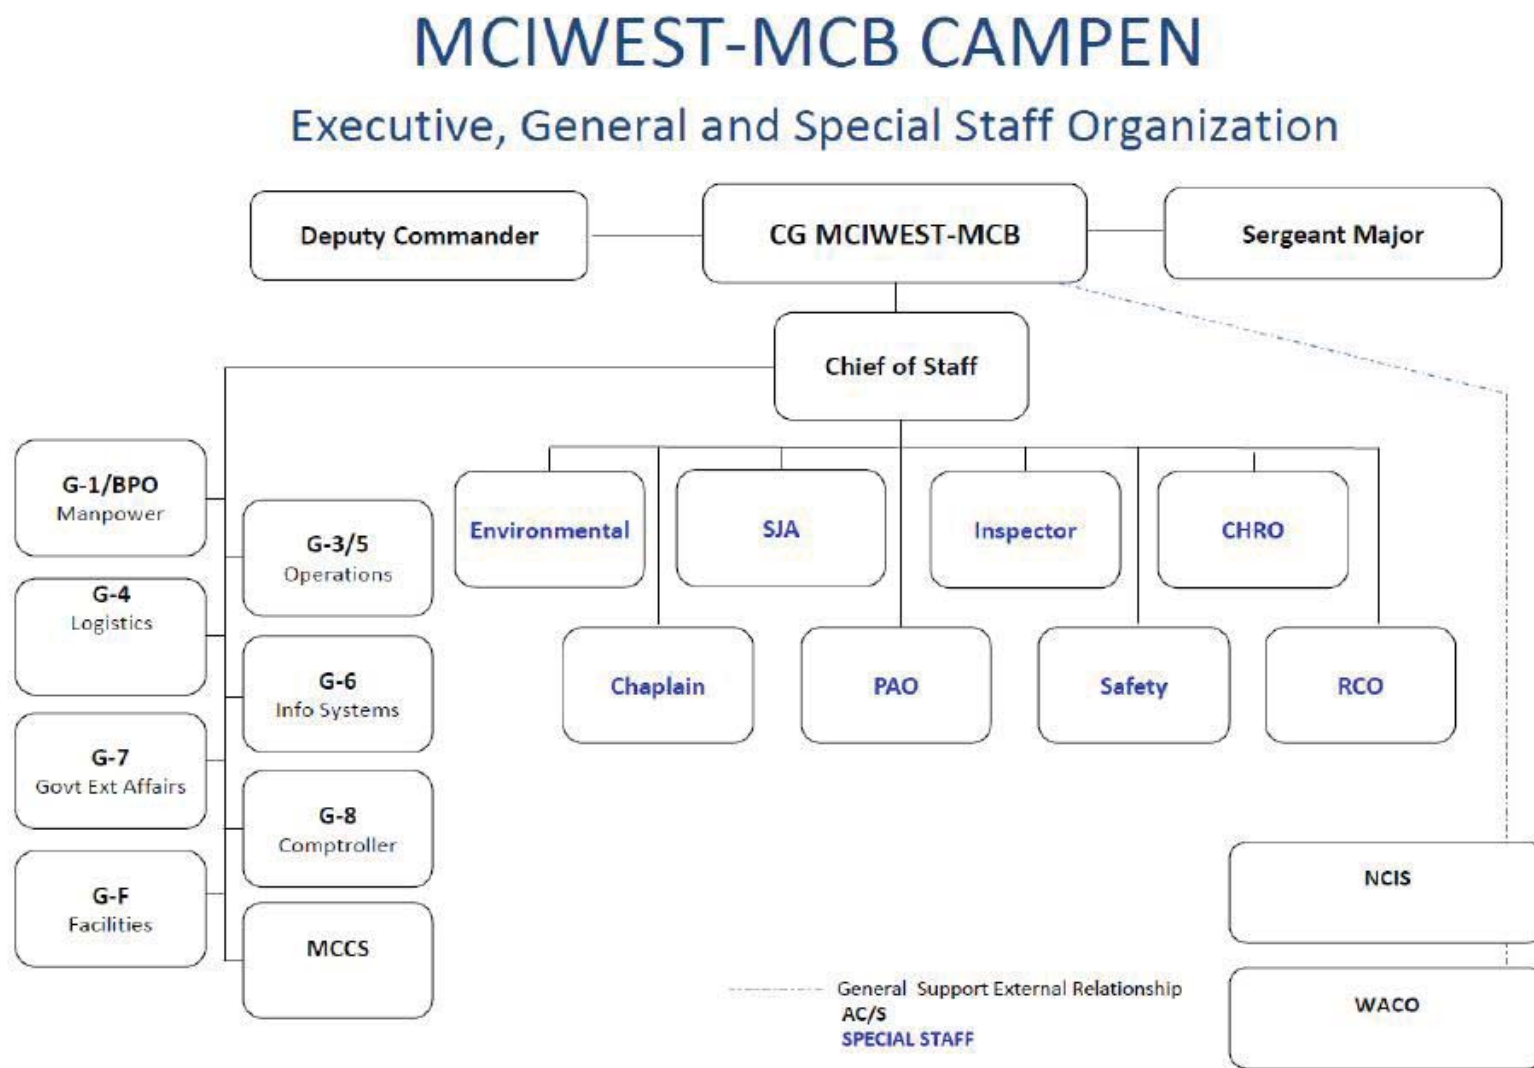 MCIWEST-MCB CAMPEN
Executive, General and Special Staff Organization
Deputy Commander
CG MCIWEST-MCB
Sergeant Major
Chief of Staff
G-1/BPO
Manpower
G-3/5
Operations
G-4
Logistics
G-6
Info Systems
G-7
Govt Ext Affairs
G-8
Comptroller
G-F
Facilities
MCCS
Environmental
SJA
Inspector
CHRO
Chaplain
PAO
Safety
RCO
NCIS
WACO
General Support External Relationship
AC/S
SPECIAL STAFF